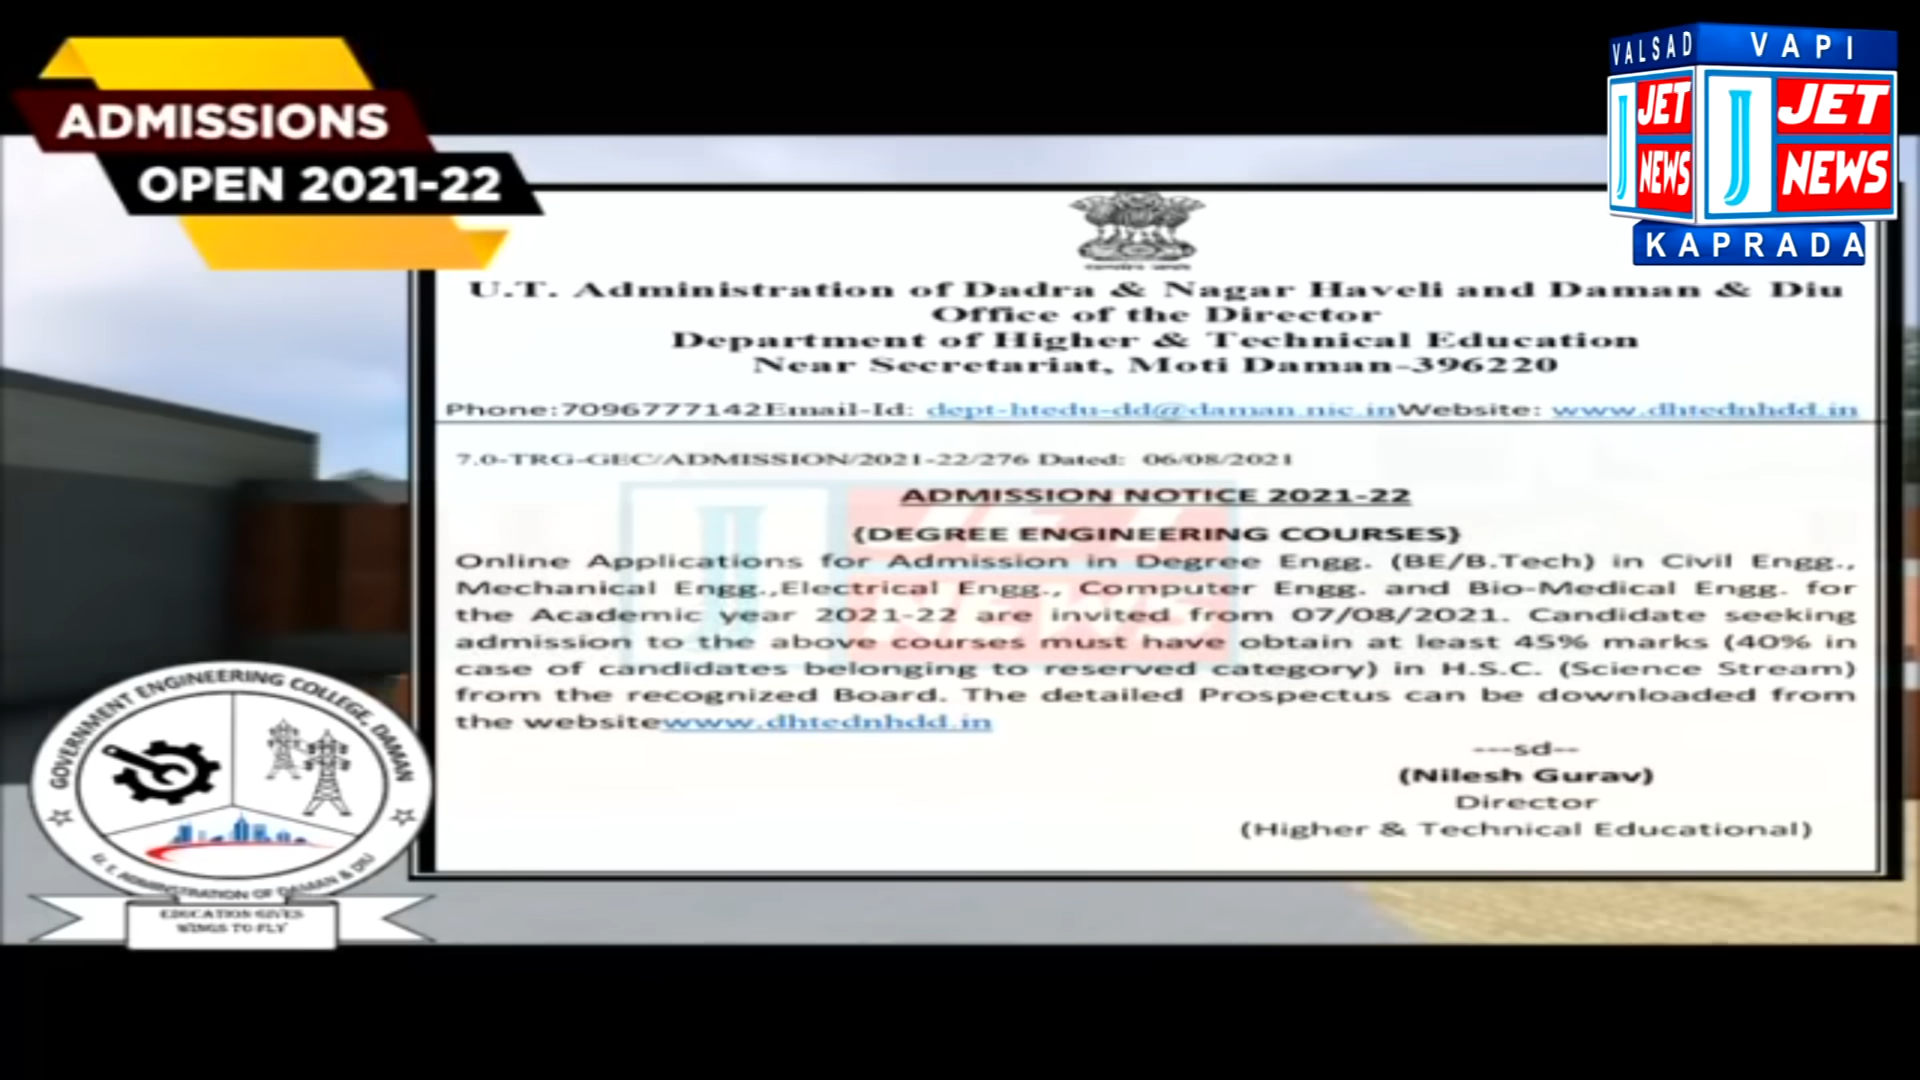 ADMISSIONS
OPEN 2021-22
VALSAD VAPI
JET NEWS
J JET NEWS
KAPRADA
U.T. Administration of Dadra & Nagar Haveli and Daman & Diu
Office of the Director
Department of Higher & Technical Education
Near Secretariat, Moti Daman-396220
Phone:7096777142Email-Id: dept-htedu-dd@daman.nic.inWebsite: www.dhtednhdd.in
7.0-TRG-GEC/ADMISSION/2021-22/276 Dated: 06/08/2021
ADMISSION NOTICE 2021-22
{DEGREE ENGINEERING COURSES}
Online Applications for Admission in Degree Engg. (BE/B.Tech) in Civil Engg.,
Mechanical Engg.,Electrical Engg., Computer Engg. and Bio-Medical Engg. for
the Academic year 2021-22 are invited from 07/08/2021. Candidate seeking
admission to the above courses must have obtain at least 45% marks (40% in
case of candidates belonging to reserved category) in H.S.C. (Science Stream)
from the recognized Board. The detailed Prospectus can be downloaded from
the websitewww.dhtednhdd.in
---sd--
(Nilesh Gurav)
Director
(Higher & Technical Educational)
GOVERNMENT ENGINEERING COLLEGE, DAMAN
U. T. ADMINISTRATION OF DAMAN & DIU
EDUCATION GIVES
WINGS TO FLY